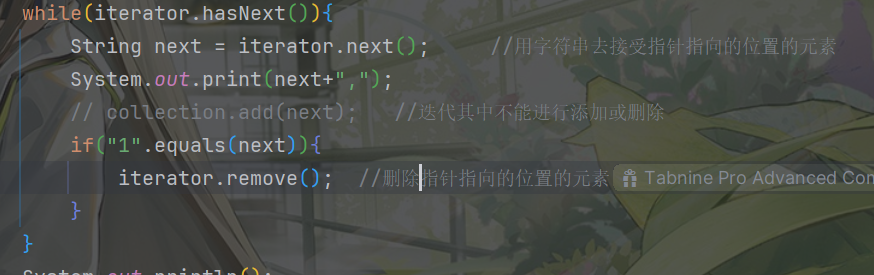 while(iterator.hasNext()){
String next = iterator.next(); //用字符串去接受指针指向的位置的元素
System.out.print(next+",");
// collection.add(next); //迭代其中不能进行添加或删除
if("1".equals(next)){
iterator.remove(); //删除指针指向的位置的元素 Tabnine Pro Advanced Com
}
}
System.out.println();